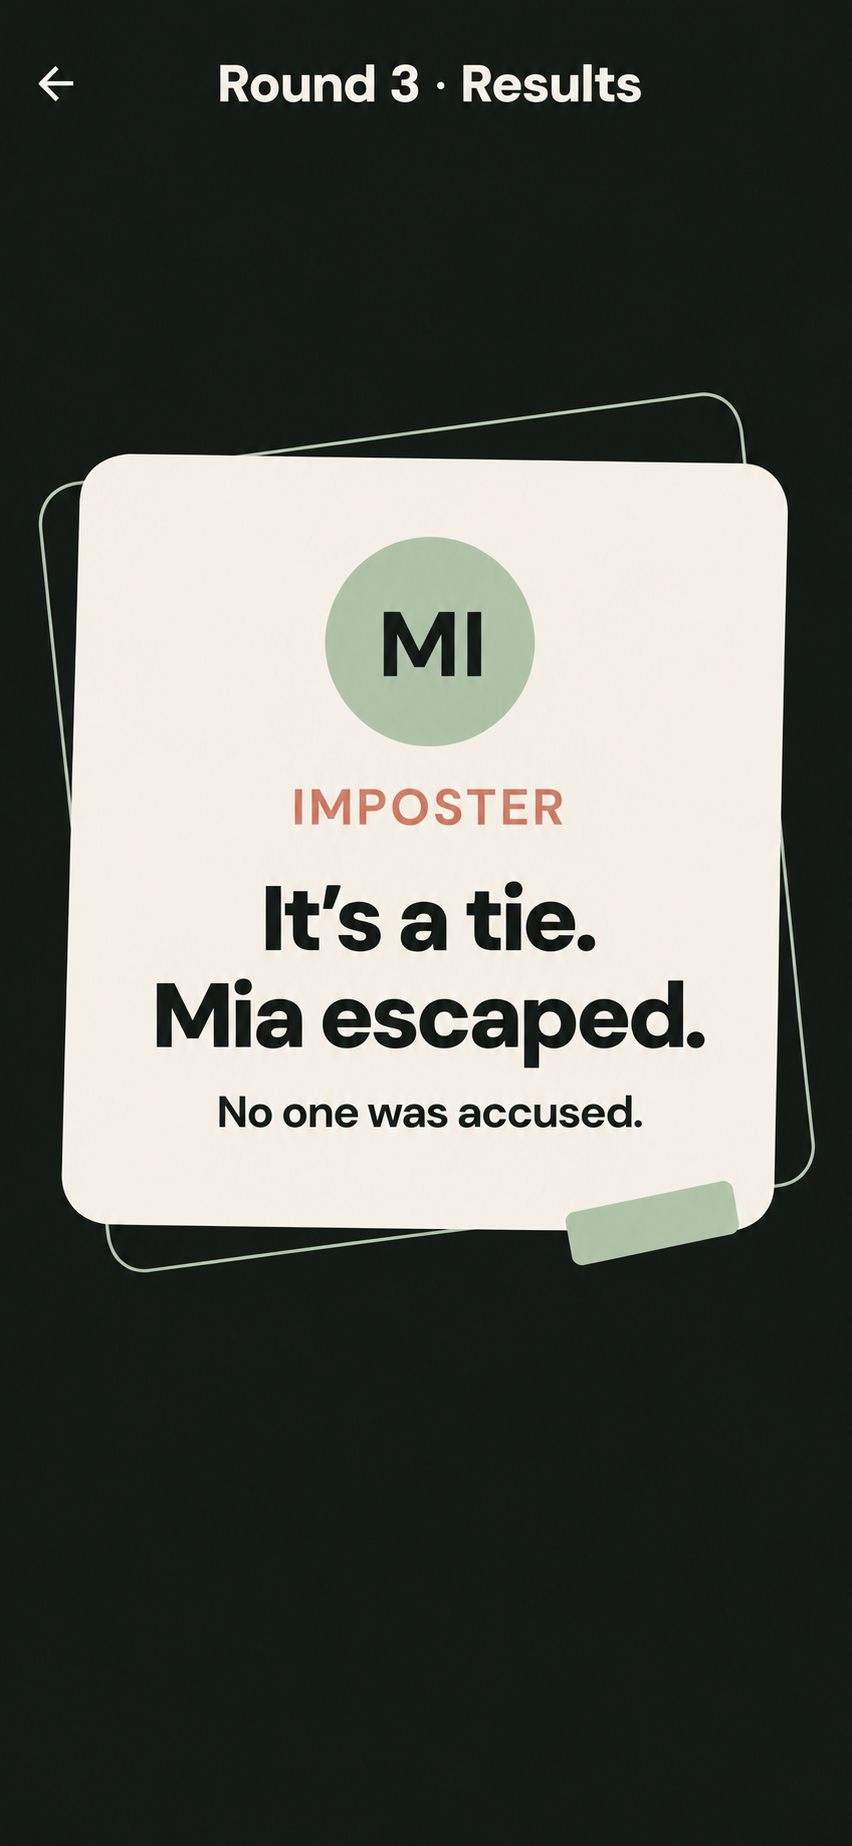 Round 3 · Results
MI
IMPOSTER
It’s a tie.
Mia escaped.
No one was accused.